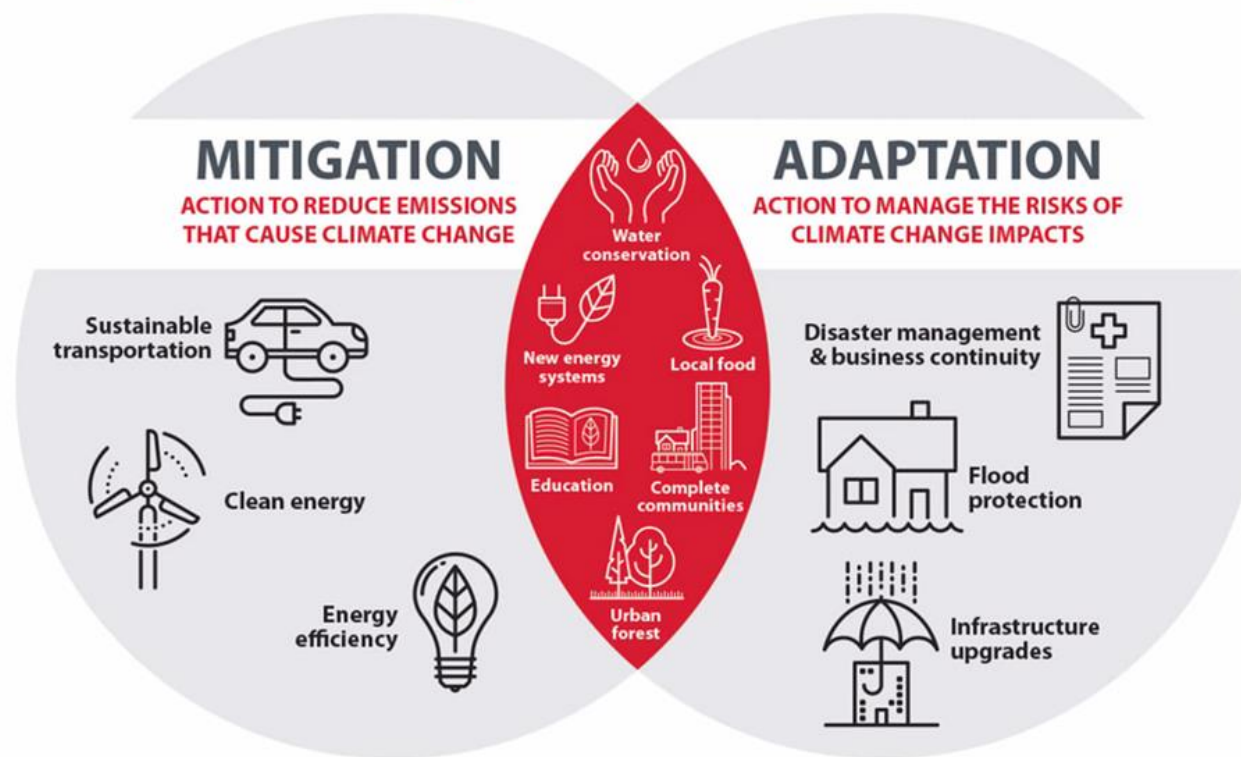 MITIGATION
ACTION TO REDUCE EMISSIONS
THAT CAUSE CLIMATE CHANGE
Sustainable
transportation
Clean energy
Energy
efficiency
Water
conservation
New energy
systems
Local food
Education
Complete
communities
Urban
forest
ADAPTATION
ACTION TO MANAGE THE RISKS OF
CLIMATE CHANGE IMPACTS
Disaster management
& business continuity
Flood
protection
Infrastructure
upgrades